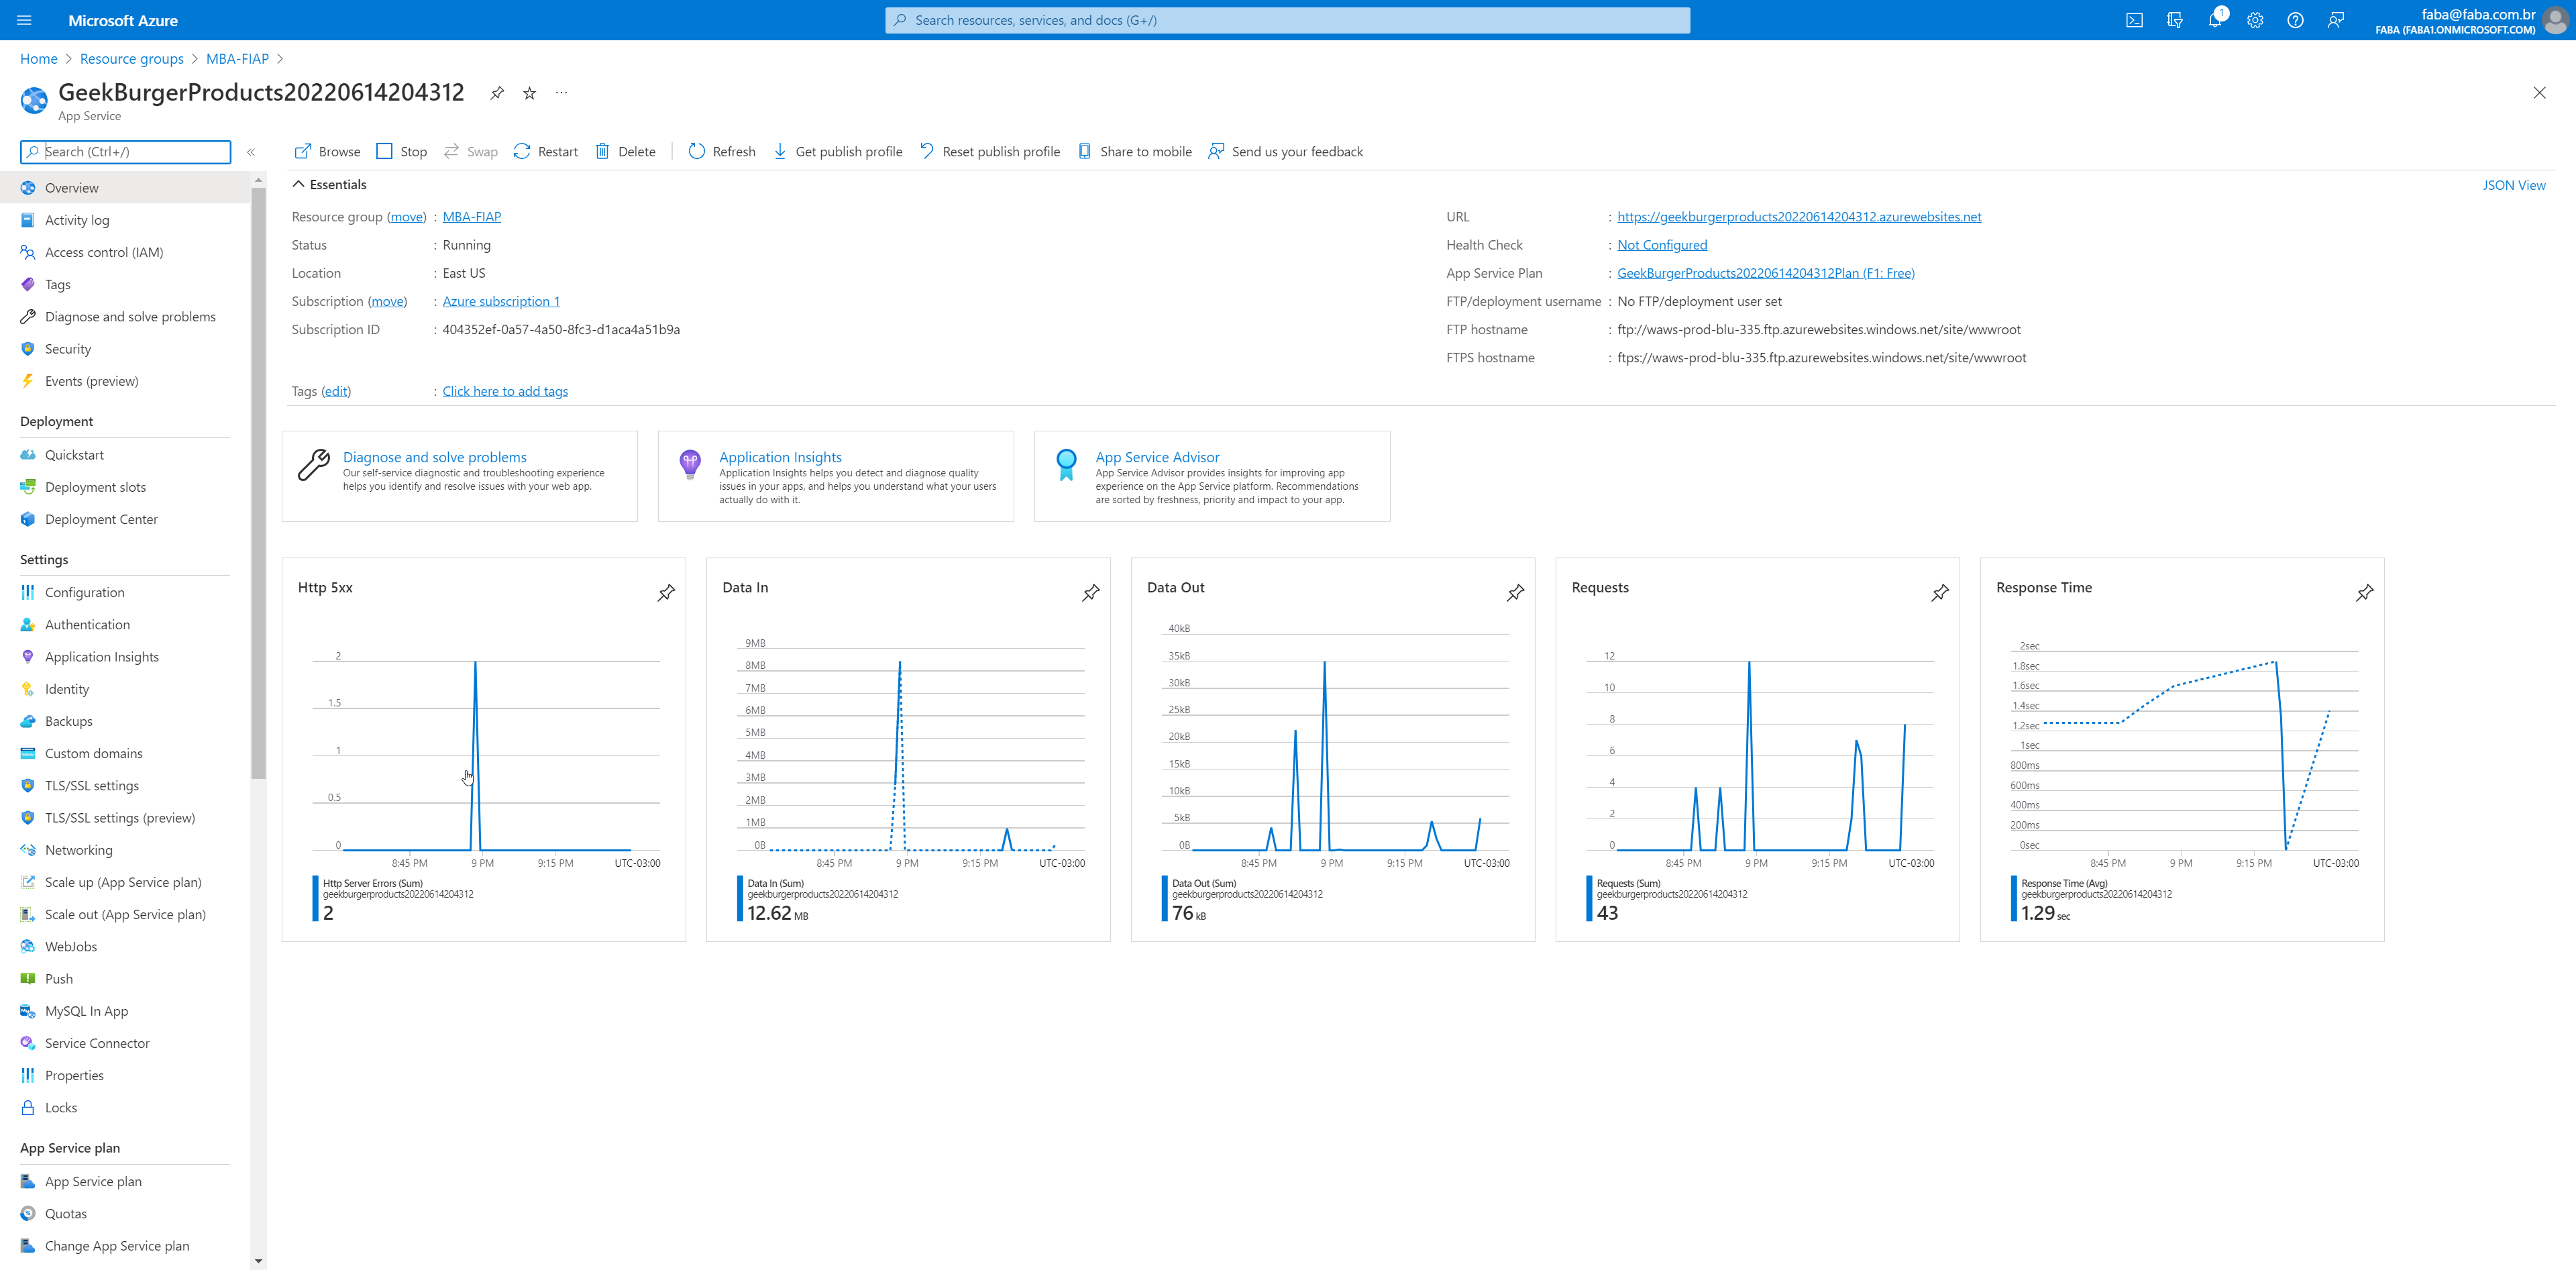 Microsoft Azure
Search resources, services, and docs (G+/)
1
faba@faba.com.br
FABA (FABA1.ONMICROSOFT.COM)
Home > Resource groups > MBA-FIAP >
GeekBurgerProducts20220614204312
App Service
Search (Ctrl+/)
Overview
Activity log
Access control (IAM)
Tags
Diagnose and solve problems
Security
Events (preview)
Deployment
Quickstart
Deployment slots
Deployment Center
Settings
Configuration
Authentication
Application Insights
Identity
Backups
Custom domains
TLS/SSL settings
TLS/SSL settings (preview)
Networking
Scale up (App Service plan)
Scale out (App Service plan)
WebJobs
Push
MySQL In App
Service Connector
Properties
Locks
App Service plan
App Service plan
Quotas
Change App Service plan
Browse Stop Swap Restart Delete Refresh Get publish profile Reset publish profile Share to mobile Send us your feedback
Essentials
JSON View
Resource group (move) : MBA-FIAP
Status : Running
Location : East US
Subscription (move) : Azure subscription 1
Subscription ID : 404352ef-0a57-4a50-8fc3-d1aca4a51b9a
Tags (edit) : Click here to add tags
URL : https://geekburgerproducts20220614204312.azurewebsites.net
Health Check : Not Configured
App Service Plan : GeekBurgerProducts20220614204312Plan (F1: Free)
FTP/deployment username : No FTP/deployment user set
FTP hostname : ftp://waws-prod-blu-335.ftp.azurewebsites.windows.net/site/wwwroot
FTPS hostname : ftps://waws-prod-blu-335.ftp.azurewebsites.windows.net/site/wwwroot
Diagnose and solve problems
Our self-service diagnostic and troubleshooting experience
helps you identify and resolve issues with your web app.
Application Insights
Application Insights helps you detect and diagnose quality
issues in your apps, and helps you understand what your users
actually do with it.
App Service Advisor
App Service Advisor provides insights for improving app
experience on the App Service platform. Recommendations
are sorted by freshness, priority and impact to your app.
Http 5xx
2
1.5
1
0.5
0
8:45 PM 9 PM 9:15 PM UTC-03:00
Http Server Errors (Sum)
geekburgerproducts20220614204312
2
Data In
9MB
8MB
7MB
6MB
5MB
4MB
3MB
2MB
1MB
0B
8:45 PM 9 PM 9:15 PM UTC-03:00
Data In (Sum)
geekburgerproducts20220614204312
12.62 MB
Data Out
40kB
35kB
30kB
25kB
20kB
15kB
10kB
5kB
0B
8:45 PM 9 PM 9:15 PM UTC-03:00
Data Out (Sum)
geekburgerproducts20220614204312
76 kB
Requests
12
10
8
6
4
2
0
8:45 PM 9 PM 9:15 PM UTC-03:00
Requests (Sum)
geekburgerproducts20220614204312
43
Response Time
2sec
1.8sec
1.6sec
1.4sec
1.2sec
1sec
800ms
600ms
400ms
200ms
0sec
8:45 PM 9 PM 9:15 PM UTC-03:00
Response Time (Avg)
geekburgerproducts20220614204312
1.29 sec